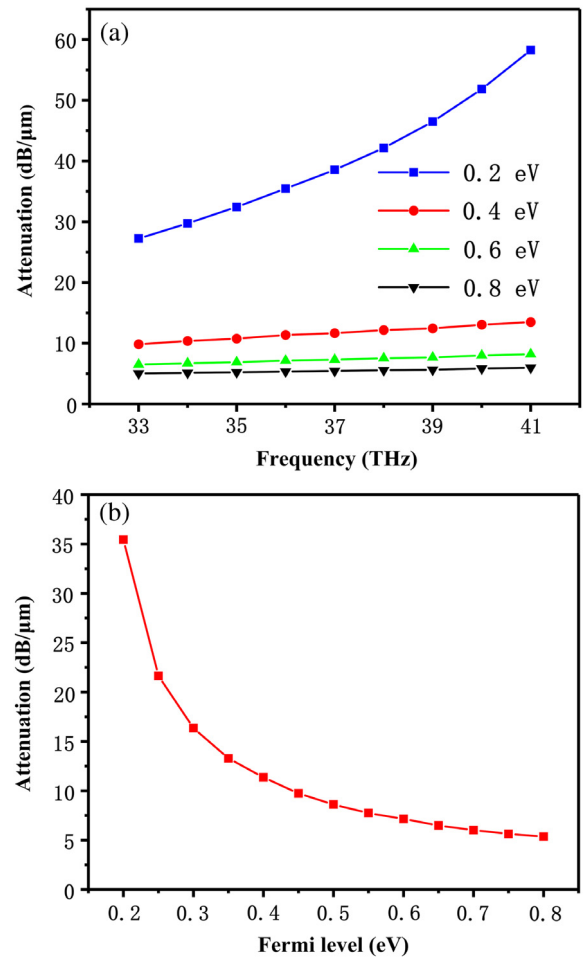 (a)
60
50
40
30
20
10
0
Attenuation (dB/μm)
0.2 eV
0.4 eV
0.6 eV
0.8 eV
33 35 37 39 41
Frequency (THz)
(b)
40
35
30
25
20
15
10
5
0
Attenuation (dB/μm)
0.2 0.3 0.4 0.5 0.6 0.7 0.8
Fermi level (eV)